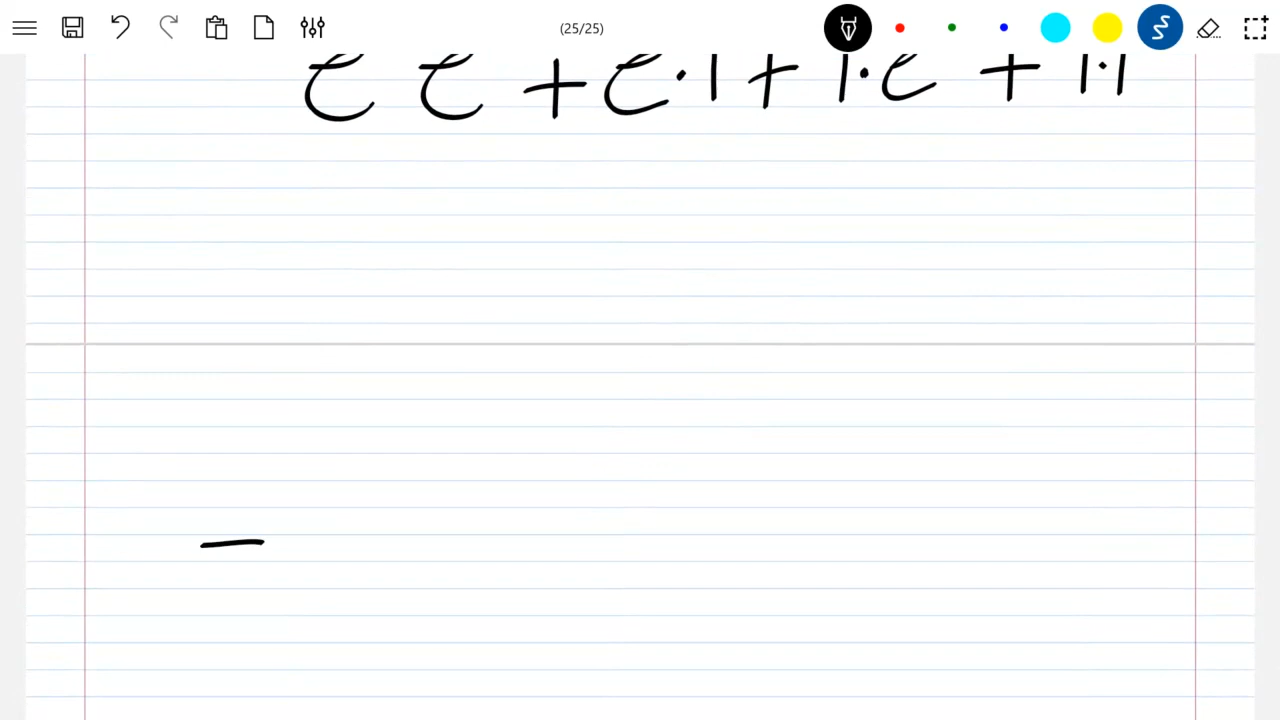 (25/25)
e e + e·1 + 1·e + 1·1
—